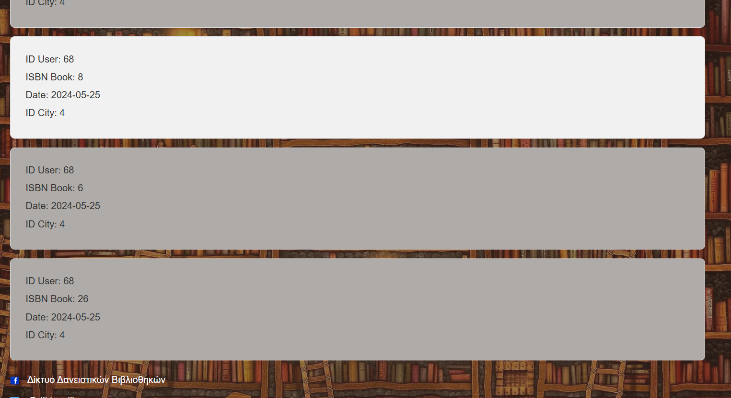 ID City: 4
ID User: 68
ISBN Book: 8
Date: 2024-05-25
ID City: 4
ID User: 68
ISBN Book: 6
Date: 2024-05-25
ID City: 4
ID User: 68
ISBN Book: 26
Date: 2024-05-25
ID City: 4
Δίκτυο Δανειστικών Βιβλιοθηκών